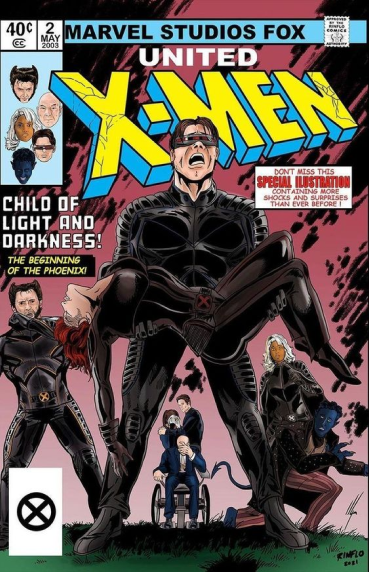 40¢
CC
2
MAY
2003
MARVEL STUDIOS FOX
APPROVED
BY THE
RINFLO
COMICS
AUTHORITY
UNITED
X-MEN
DON'T MISS THIS
SPECIAL ILUSTRATION
CONTAINING MORE
SHOCKS AND SURPRISES
THAN EVER BEFORE!
CHILD OF
LIGHT AND
DARKNESS!
THE BEGINNING
OF THE PHOENIX!
RINFLO
2021